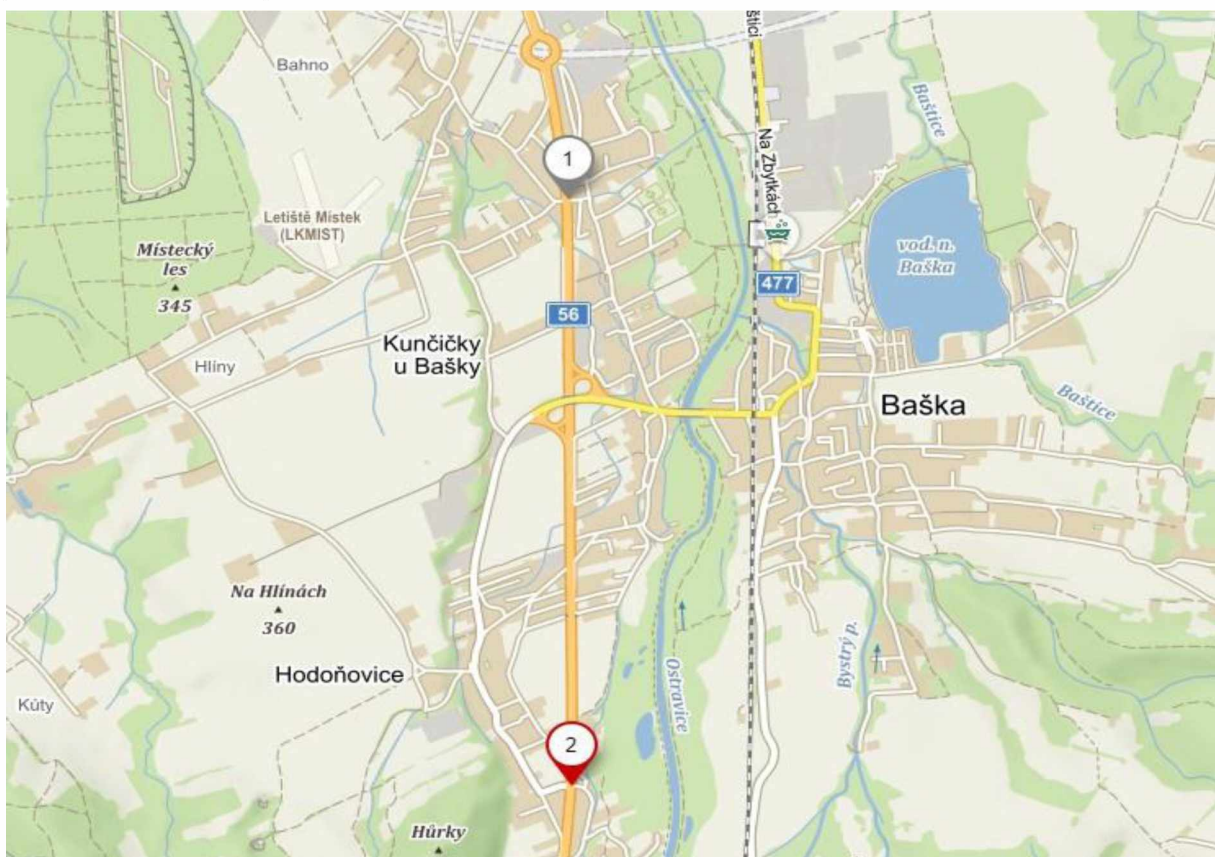 Bahno
Baštice
Na Zbytkách
1
Letiště Místek
(LKMIST)
Místecký
les
345
vod. n.
Baška
477
56
Kunčičky
u Bašky
Hlíny
Baška
Baštice
Na Hlínách
360
Hodoňovice
Kúty
Ostravice
Bystrý p.
2
Hůrky